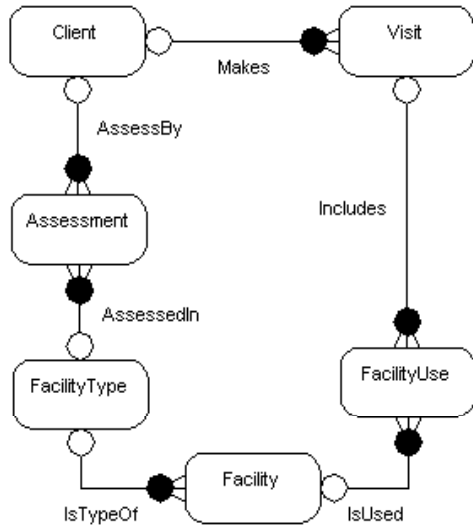 Client
Visit
Makes
AssessBy
Assessment
Includes
AssessedIn
FacilityType
FacilityUse
Facility
IsTypeOf
IsUsed